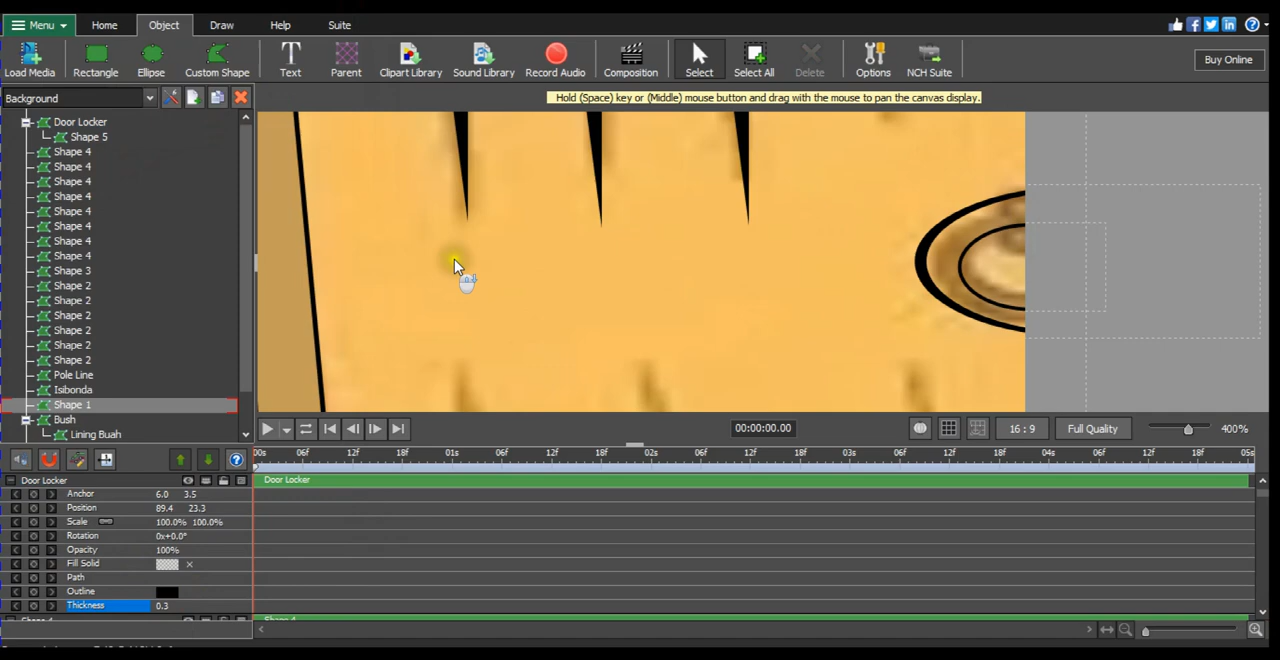 Menu Home Object Draw Help Suite
Load Media Rectangle Ellipse Custom Shape Text Parent Clipart Library Sound Library Record Audio Composition Select Select All Delete Options NCH Suite Buy Online
Background
Hold (Space) key or (Middle) mouse button and drag with the mouse to pan the canvas display.
Door Locker
Shape 5
Shape 4
Shape 4
Shape 4
Shape 4
Shape 4
Shape 4
Shape 4
Shape 4
Shape 3
Shape 2
Shape 2
Shape 2
Shape 2
Shape 2
Shape 2
Pole Line
Isibonda
Shape 1
Bush
Lining Buah
00:00:00.00 16 : 9 Full Quality 400%
00s 06f 12f 18f 01s 06f 12f 18f 02s 06f 12f 18f 03s 06f 12f 18f 04s 06f 12f 18f 05s
Door Locker Door Locker
Anchor 6.0 3.5
Position 89.4 23.3
Scale 100.0% 100.0%
Rotation 0x+0.0°
Opacity 100%
Fill Solid
Path
Outline
Thickness 0.3
Shape 4 Shape 4